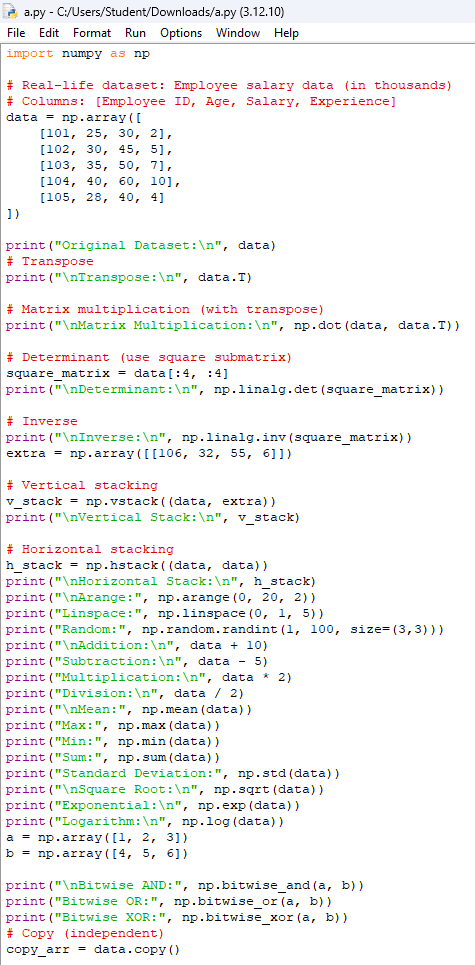 a.py - C:/Users/Student/Downloads/a.py (3.12.10)
File Edit Format Run Options Window Help
import numpy as np

# Real-life dataset: Employee salary data (in thousands)
# Columns: [Employee ID, Age, Salary, Experience]
data = np.array([
    [101, 25, 30, 2],
    [102, 30, 45, 5],
    [103, 35, 50, 7],
    [104, 40, 60, 10],
    [105, 28, 40, 4]
])

print("Original Dataset:\n", data)
# Transpose
print("\nTranspose:\n", data.T)

# Matrix multiplication (with transpose)
print("\nMatrix Multiplication:\n", np.dot(data, data.T))

# Determinant (use square submatrix)
square_matrix = data[:4, :4]
print("\nDeterminant:\n", np.linalg.det(square_matrix))

# Inverse
print("\nInverse:\n", np.linalg.inv(square_matrix))
extra = np.array([[106, 32, 55, 6]])

# Vertical stacking
v_stack = np.vstack((data, extra))
print("\nVertical Stack:\n", v_stack)

# Horizontal stacking
h_stack = np.hstack((data, data))
print("\nHorizontal Stack:\n", h_stack)
print("\nArange:", np.arange(0, 20, 2))
print("Linspace:", np.linspace(0, 1, 5))
print("Random:", np.random.randint(1, 100, size=(3,3)))
print("\nAddition:\n", data + 10)
print("Subtraction:\n", data - 5)
print("Multiplication:\n", data * 2)
print("Division:\n", data / 2)
print("\nMean:", np.mean(data))
print("Max:", np.max(data))
print("Min:", np.min(data))
print("Sum:", np.sum(data))
print("Standard Deviation:", np.std(data))
print("\nSquare Root:\n", np.sqrt(data))
print("Exponential:\n", np.exp(data))
print("Logarithm:\n", np.log(data))
a = np.array([1, 2, 3])
b = np.array([4, 5, 6])

print("\nBitwise AND:", np.bitwise_and(a, b))
print("Bitwise OR:", np.bitwise_or(a, b))
print("Bitwise XOR:", np.bitwise_xor(a, b))
# Copy (independent)
copy_arr = data.copy()